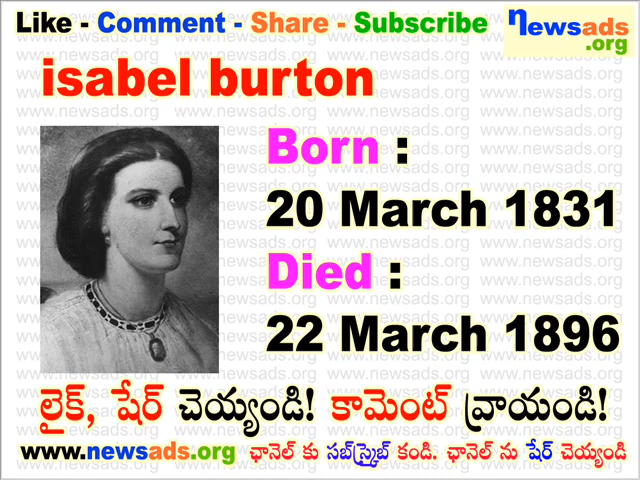 Like - Comment - Share - Subscribe
newsads
.org
isabel burton
Born :
20 March 1831
Died :
22 March 1896
లైక్, షేర్ చెయ్యండి! కామెంట్ వ్రాయండి!
www.newsads.org ఛానెల్ కు సబ్‌స్క్రైబ్ కండి. ఛానెల్ ను షేర్ చెయ్యండి